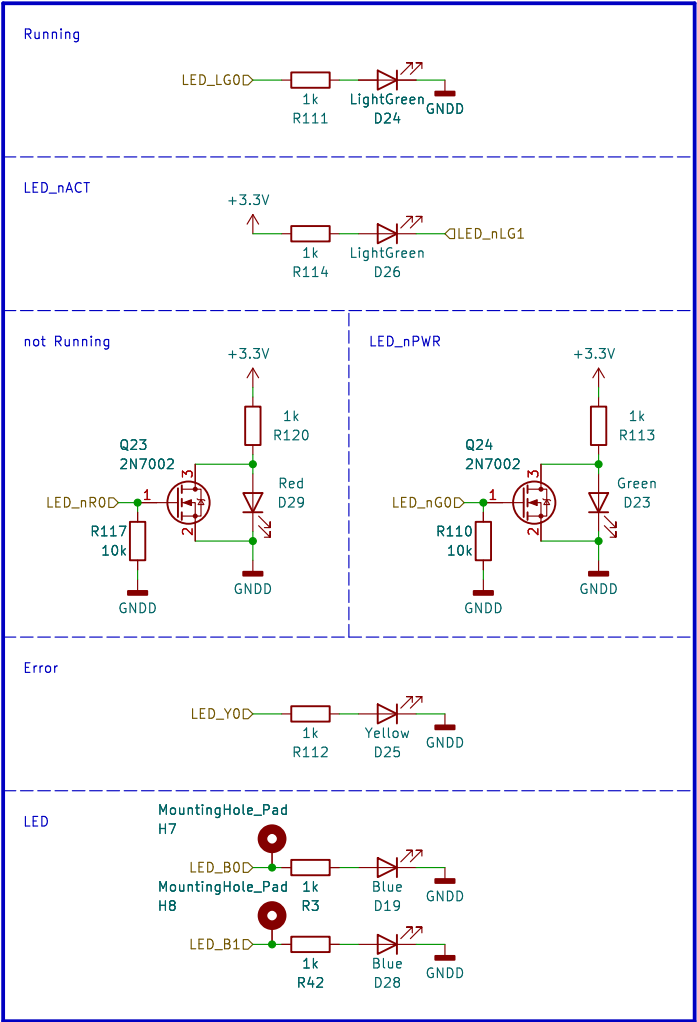 Running
LED_LG0
1k
R111
LightGreen
D24
GNDD
LED_nACT
+3.3V
1k
R114
LightGreen
D26
LED_nLG1
not Running
+3.3V
1k
R120
Q23
2N7002
3
1
2
LED_nR0
R117
10k
GNDD
Red
D29
GNDD
LED_nPWR
+3.3V
1k
R113
Q24
2N7002
3
1
2
LED_nG0
R110
10k
GNDD
Green
D23
GNDD
Error
LED_Y0
1k
R112
Yellow
D25
GNDD
LED
MountingHole_Pad
H7
LED_B0
1k
R3
Blue
D19
GNDD
MountingHole_Pad
H8
LED_B1
1k
R42
Blue
D28
GNDD